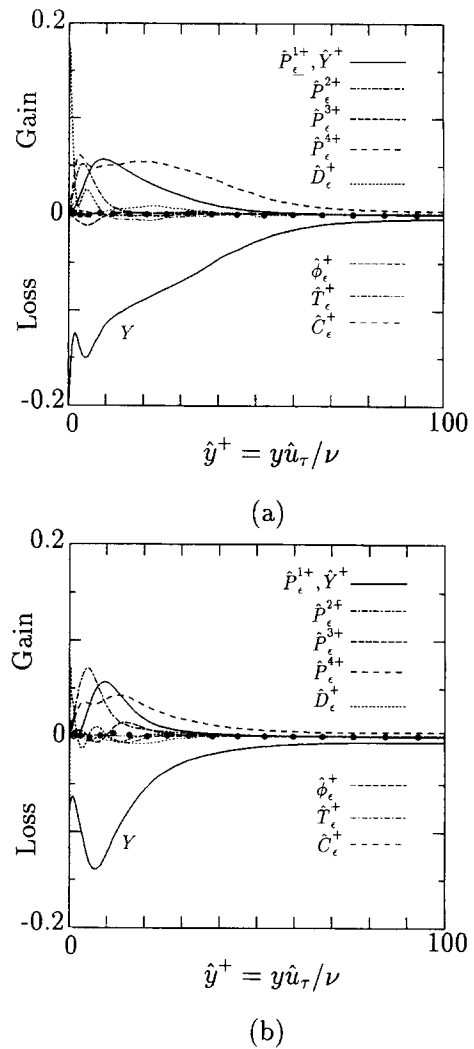 0.2
P̂ϵ¹⁺, Ŷ⁺
P̂ϵ²⁺
P̂ϵ³⁺
P̂ϵ⁴⁺
D̂ϵ⁺
Gain
0
Loss
ϕ̂ϵ⁺
T̂ϵ⁺
Ĉϵ⁺
Y
-0.2
0
100
ŷ⁺ = yûτ/ν
(a)
0.2
P̂ϵ¹⁺, Ŷ⁺
P̂ϵ²⁺
P̂ϵ³⁺
P̂ϵ⁴⁺
D̂ϵ⁺
Gain
0
Loss
ϕ̂ϵ⁺
T̂ϵ⁺
Ĉϵ⁺
Y
-0.2
0
100
ŷ⁺ = yûτ/ν
(b)